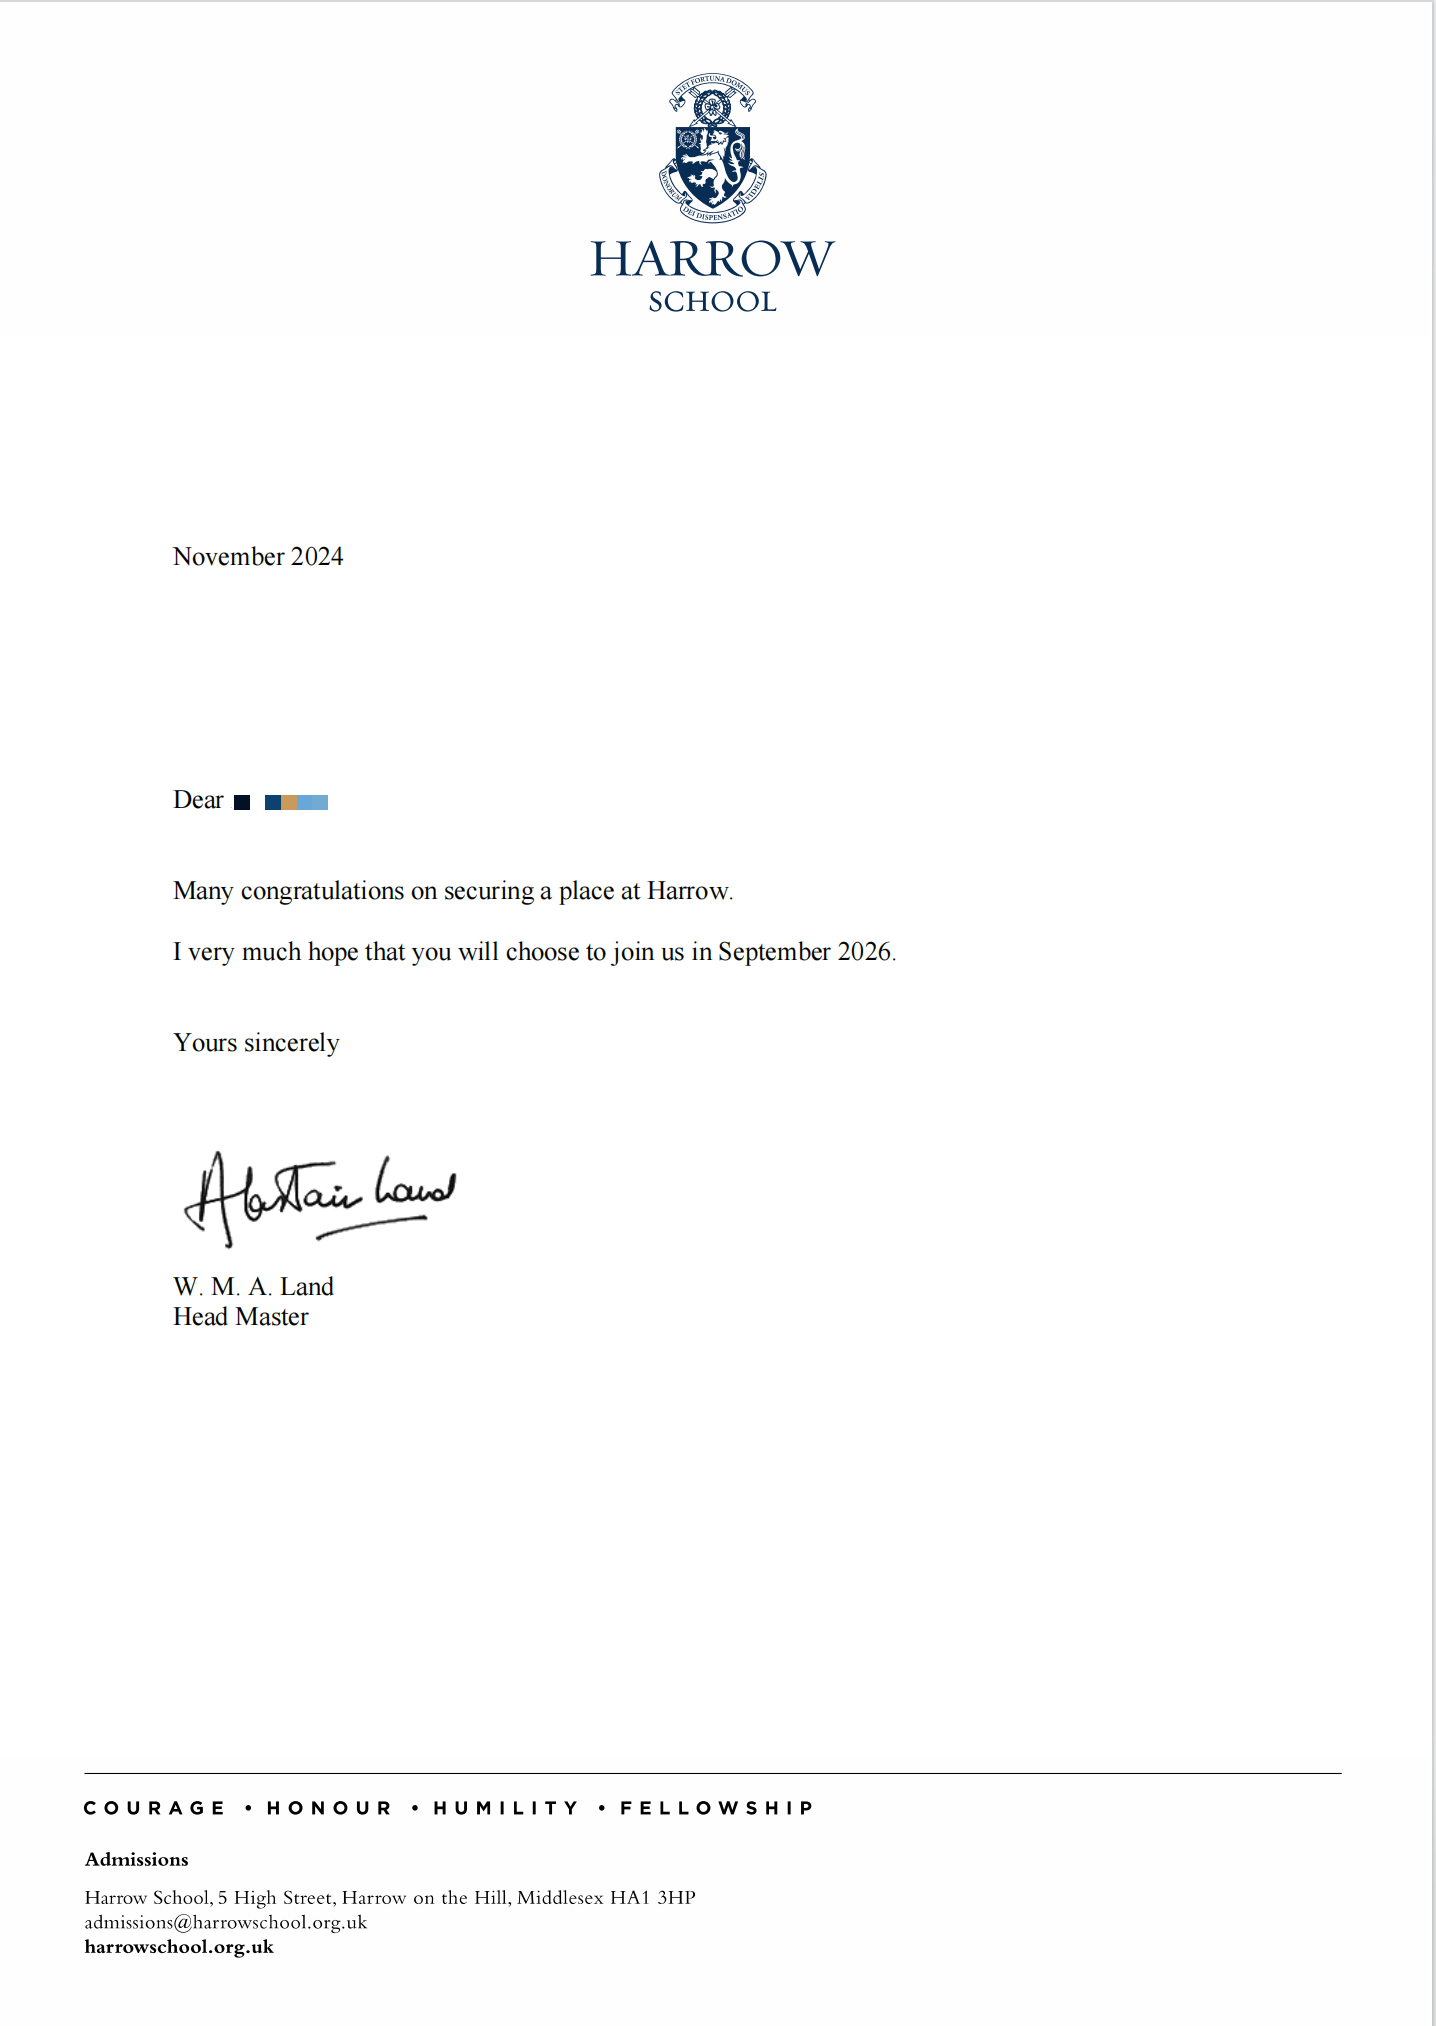 STET FORTUNA DOMUS
DONORUM DEI DISPENSATIO FIDELIS
HARROW
SCHOOL
November 2024
Dear
Many congratulations on securing a place at Harrow.
I very much hope that you will choose to join us in September 2026.
Yours sincerely
Alastair Land
W. M. A. Land
Head Master
COURAGE • HONOUR • HUMILITY • FELLOWSHIP
Admissions
Harrow School, 5 High Street, Harrow on the Hill, Middlesex HA1 3HP
admissions@harrowschool.org.uk
harrowschool.org.uk